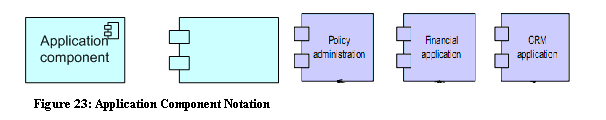 Application
component
Policy
administration
Financial
application
CRM
application
Figure 23: Application Component Notation